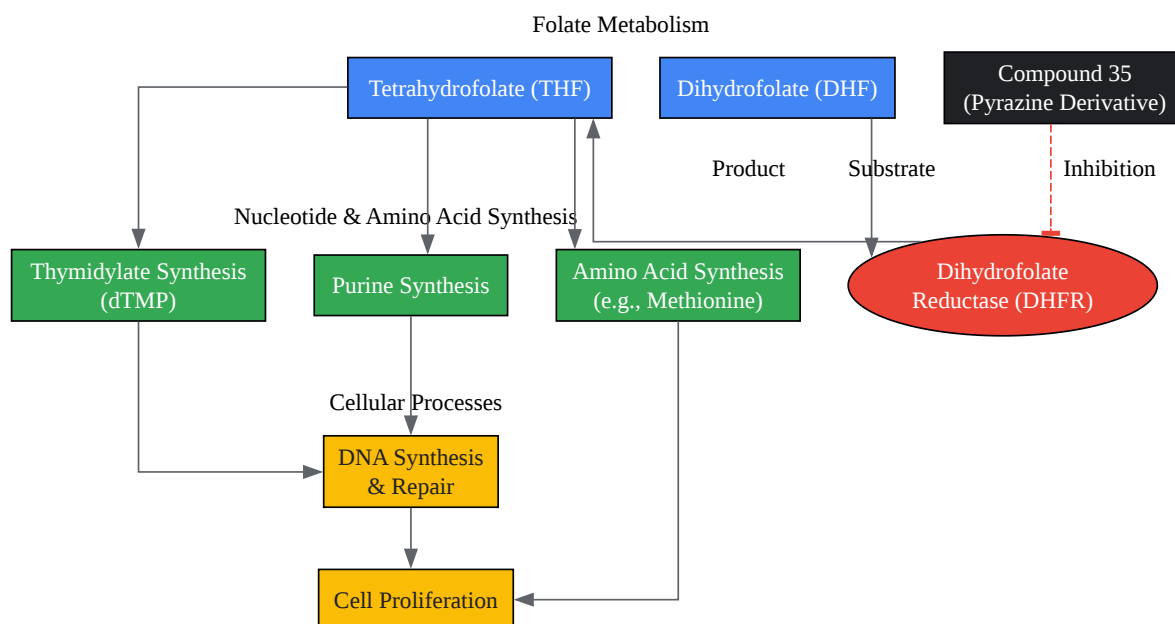 Folate Metabolism
Tetrahydrofolate (THF)
Dihydrofolate (DHF)
Compound 35
(Pyrazine Derivative)
Product
Substrate
Inhibition
Nucleotide & Amino Acid Synthesis
Thymidylate Synthesis
(dTMP)
Purine Synthesis
Amino Acid Synthesis
(e.g., Methionine)
Dihydrofolate
Reductase (DHFR)
Cellular Processes
DNA Synthesis
& Repair
Cell Proliferation